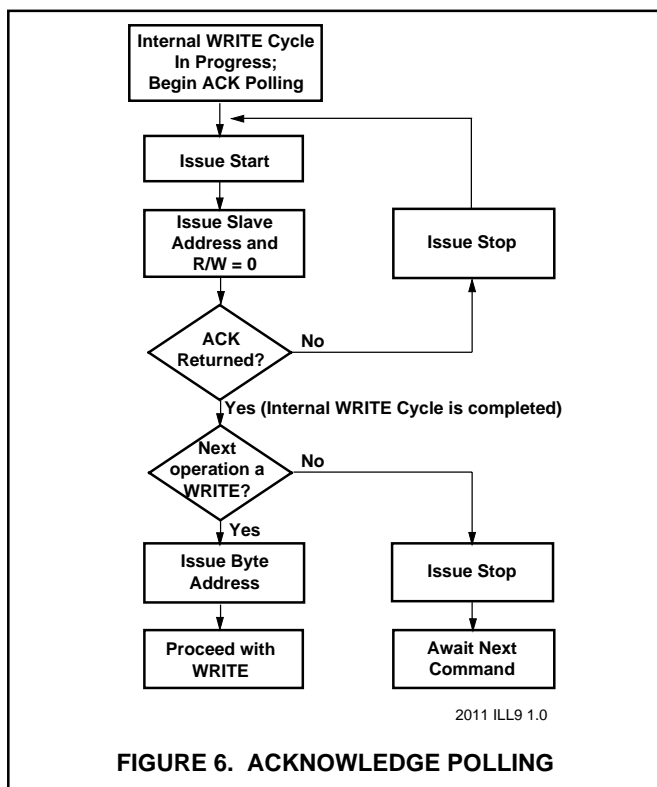 Internal WRITE Cycle
In Progress;
Begin ACK Polling
Issue Start
Issue Slave
Address and
R/W = 0
Issue Stop
ACK
Returned?
No
Yes (Internal WRITE Cycle is completed)
Next
operation a
WRITE?
No
Yes
Issue Byte
Address
Issue Stop
Proceed with
WRITE
Await Next
Command
2011 ILL9 1.0
FIGURE 6. ACKNOWLEDGE POLLING